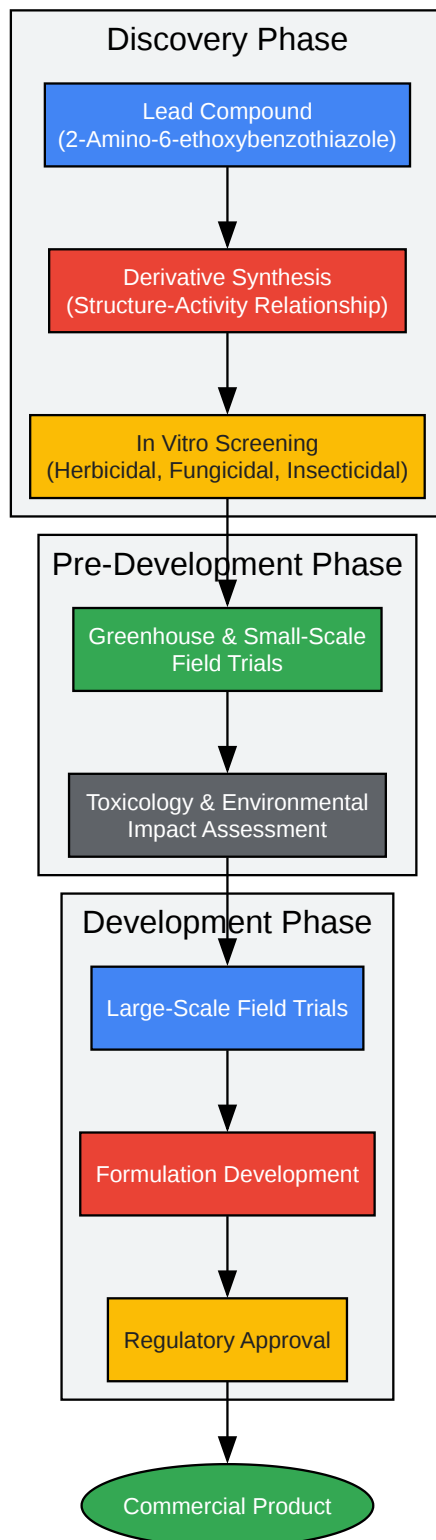 Discovery Phase
Lead Compound
(2-Amino-6-ethoxybenzothiazole)
Derivative Synthesis
(Structure-Activity Relationship)
In Vitro Screening
(Herbicidal, Fungicidal, Insecticidal)
Pre-Development Phase
Greenhouse & Small-Scale
Field Trials
Toxicology & Environmental
Impact Assessment
Development Phase
Large-Scale Field Trials
Formulation Development
Regulatory Approval
Commercial Product